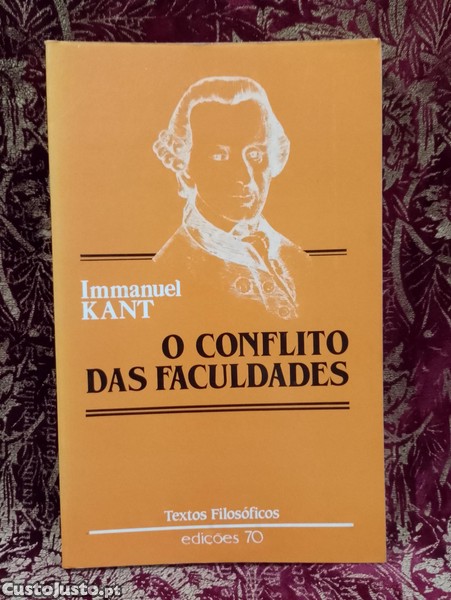 Immanuel
KANT
O CONFLITO
DAS FACULDADES
Textos Filosóficos
edições 70
CustoJusto.pt